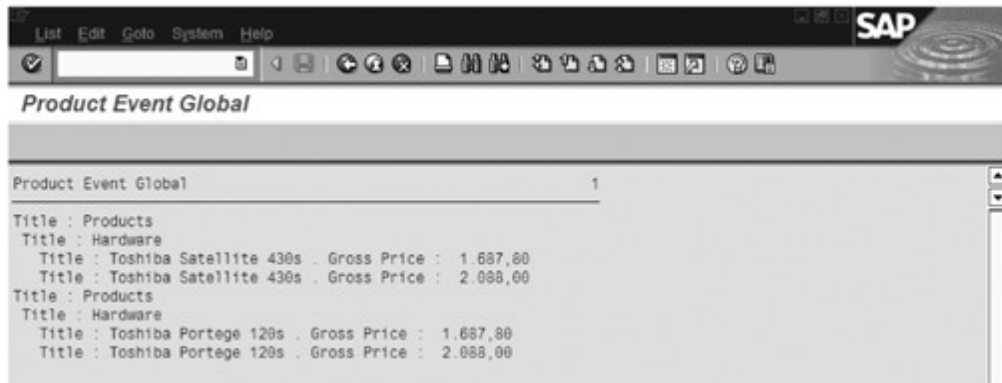 List Edit Goto System Help
SAP
Product Event Global
Product Event Global 1
Title : Products
Title : Hardware
Title : Toshiba Satellite 430s . Gross Price : 1.687,80
Title : Toshiba Satellite 430s . Gross Price : 2.088,00
Title : Products
Title : Hardware
Title : Toshiba Portege 120s . Gross Price : 1.687,80
Title : Toshiba Portege 120s . Gross Price : 2.088,00